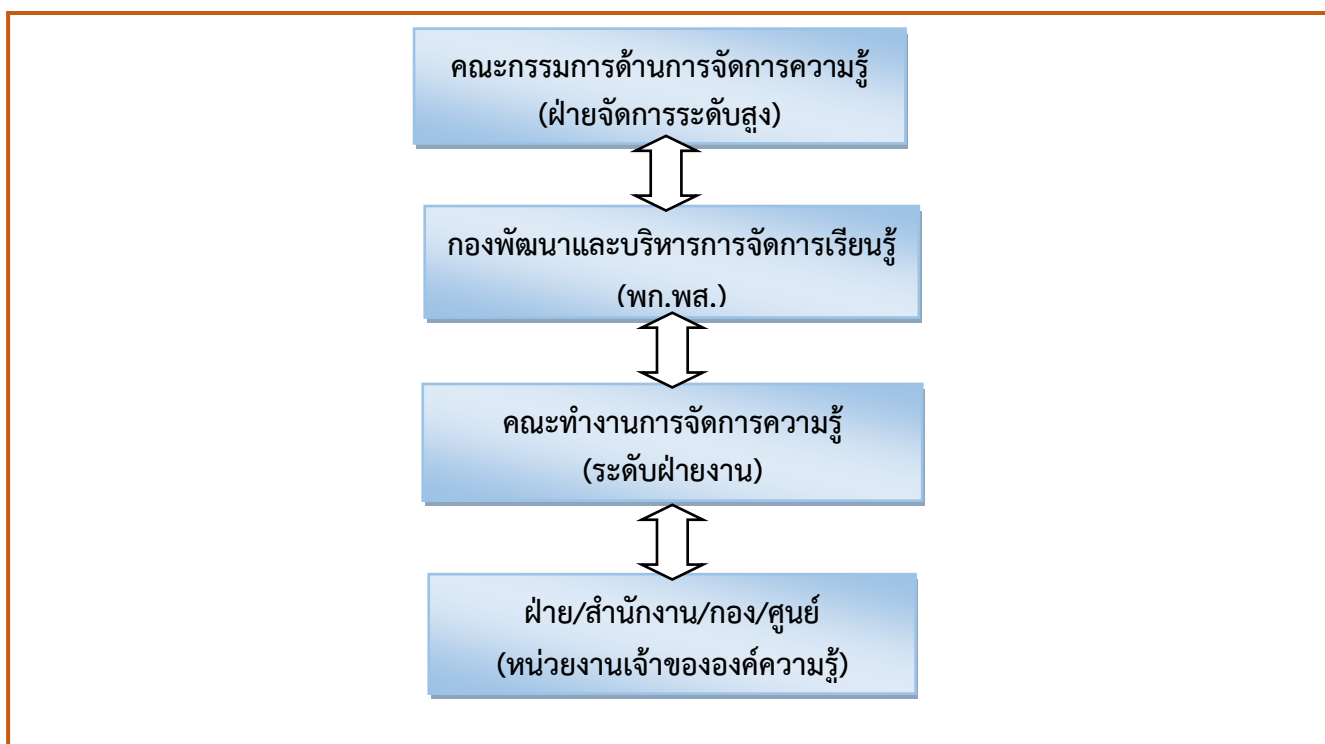 คณะกรรมการด้านการจัดการความรู้
(ฝ่ายจัดการระดับสูง)
กองพัฒนาและบริหารการจัดการเรียนรู้
(พก.พส.)
คณะทำงานการจัดการความรู้
(ระดับฝ่ายงาน)
ฝ่าย/สำนักงาน/กอง/ศูนย์
(หน่วยงานเจ้าขององค์ความรู้)